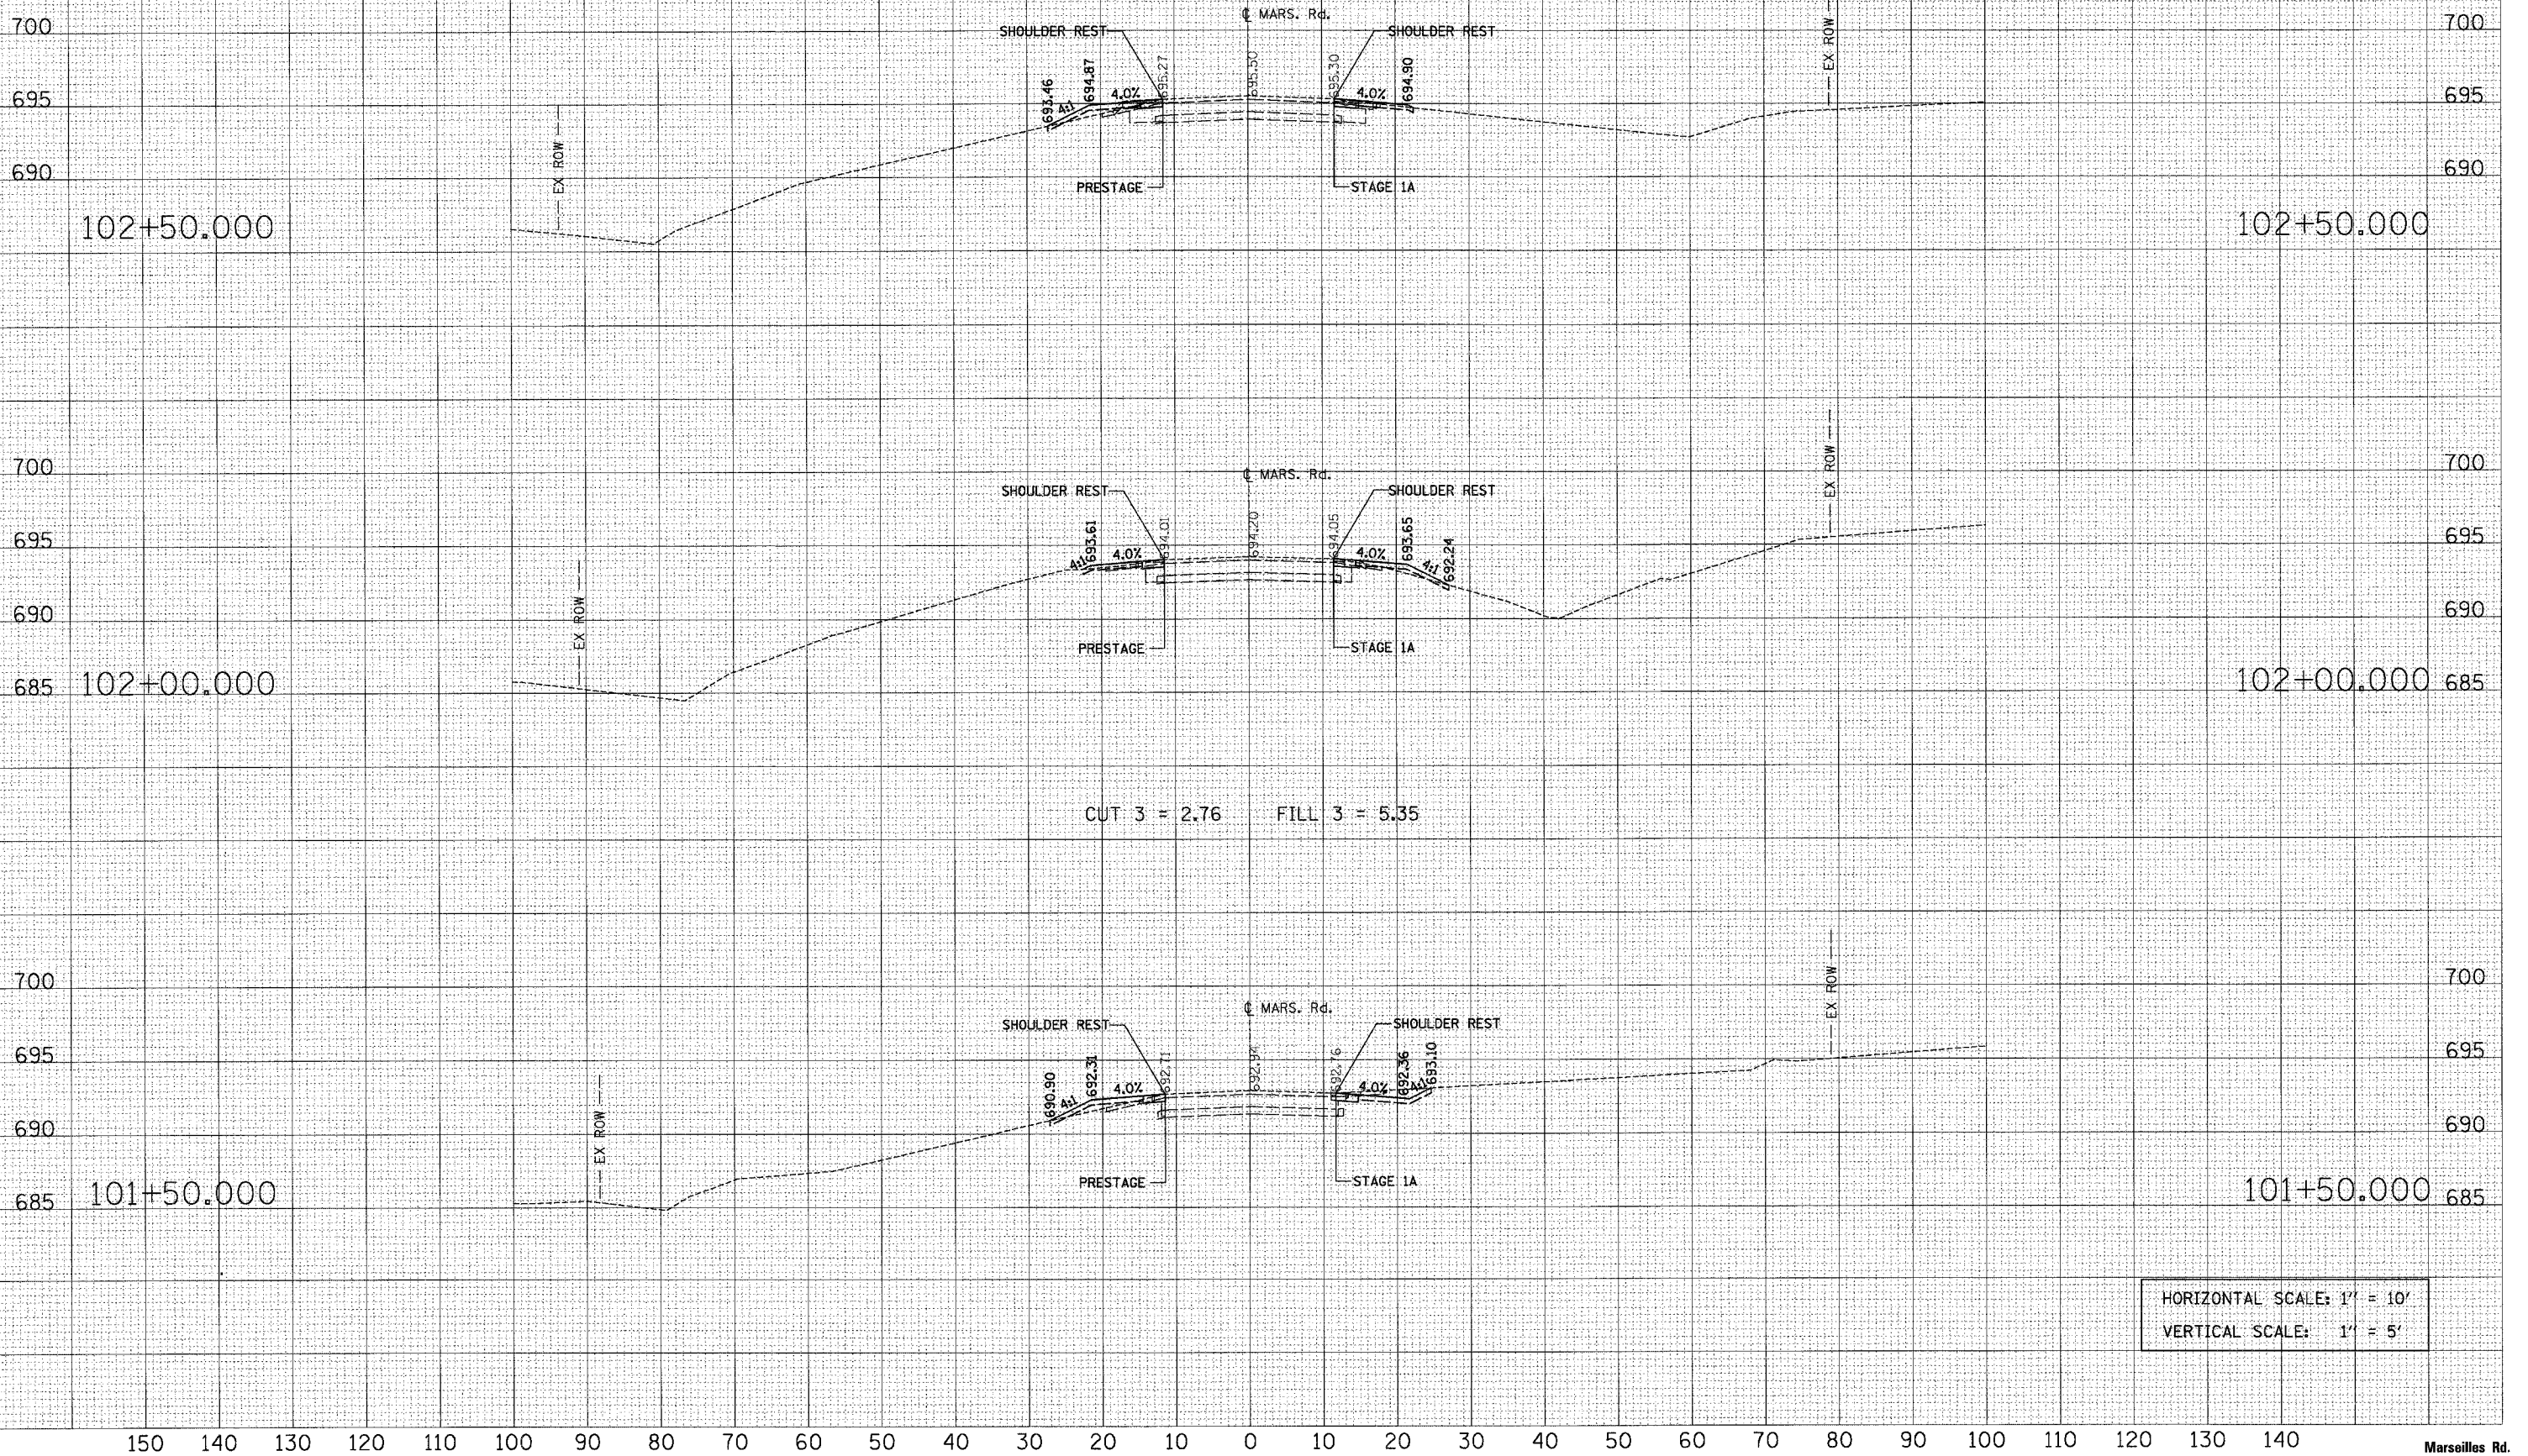 ℄ MARS. Rd.
700 700
SHOULDER REST SHOULDER REST
EX ROW
693.46 694.87 695.27 695.50 695.30 694.90
4:1 4.0% 4.0%
695 695
EX ROW
690 690
PRESTAGE STAGE 1A
102+50.000 102+50.000
700 700
℄ MARS. Rd.
SHOULDER REST SHOULDER REST
EX ROW
693.61 694.01 694.20 694.05 693.65 692.24
695 695
4:1 4.0% 4.0% 4:1
EX ROW
690 690
PRESTAGE STAGE 1A
685 102+00.000 102+00.000 685
CUT 3 = 2.76 FILL 3 = 5.35
700 700
EX ROW
℄ MARS. Rd.
SHOULDER REST SHOULDER REST
695 695
690.90 692.31 692.71 692.94 692.76 692.36 693.10
4:1 4.0% 4.0% 4:1
690 690
EX ROW
PRESTAGE STAGE 1A
685 101+50.000 101+50.000 685
HORIZONTAL SCALE: 1" = 10'
VERTICAL SCALE: 1" = 5'
150 140 130 120 110 100 90 80 70 60 50 40 30 20 10 0 10 20 30 40 50 60 70 80 90 100 110 120 130 140
Marseilles Rd.